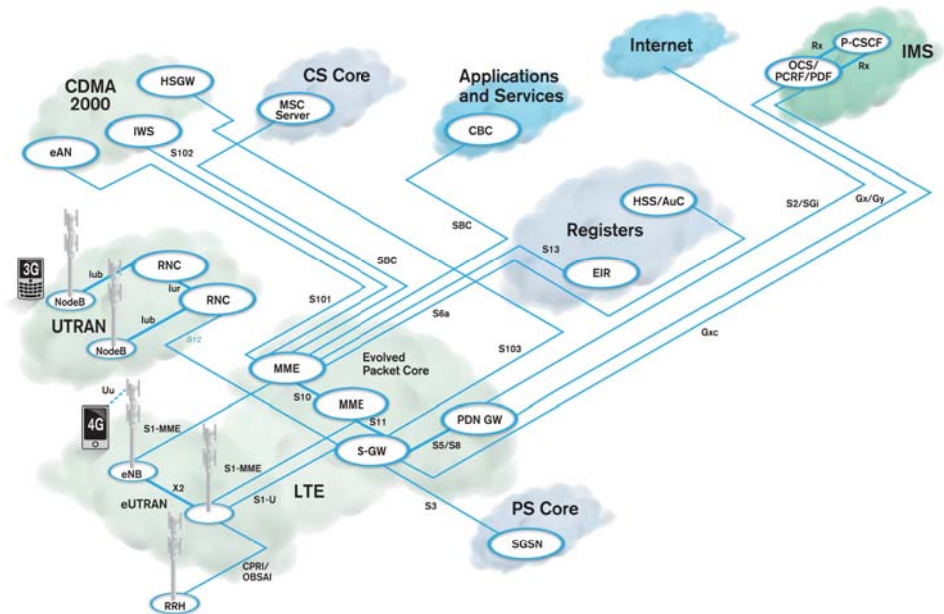 Internet
P-CSCF
Rx
IMS
OCS/
PCRF/PDF
Rx
CDMA
2000
HSGW
CS Core
MSC
Server
Applications
and Services
CBC
IWS
eAN
S102
HSS/AuC
S2/SGi
Gx/Gy
Registers
SBC
S13
EIR
3G
NodeB
Iub
RNC
Iur
RNC
SBC
S101
UTRAN
Iub
NodeB
S12
S6a
S103
Gxc
MME
Evolved
Packet Core
S10
MME
Uu
4G
S1-MME
S11
PDN GW
S-GW
S5/S8
eNB
X2
S1-MME
eUTRAN
S1-U
LTE
S3
PS Core
SGSN
CPRI/
OBSAI
RRH